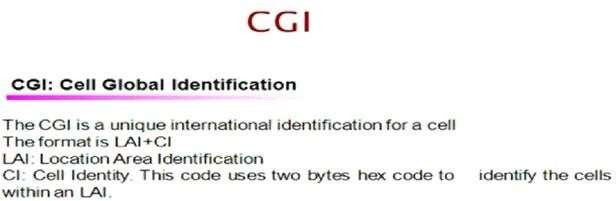 CGI
CGI: Cell Global Identification
The CGI is a unique international identification for a cell
The format is LAI+CI
LAI: Location Area Identification
CI: Cell Identity. This code uses two bytes hex code to identify the cells
within an LAI.